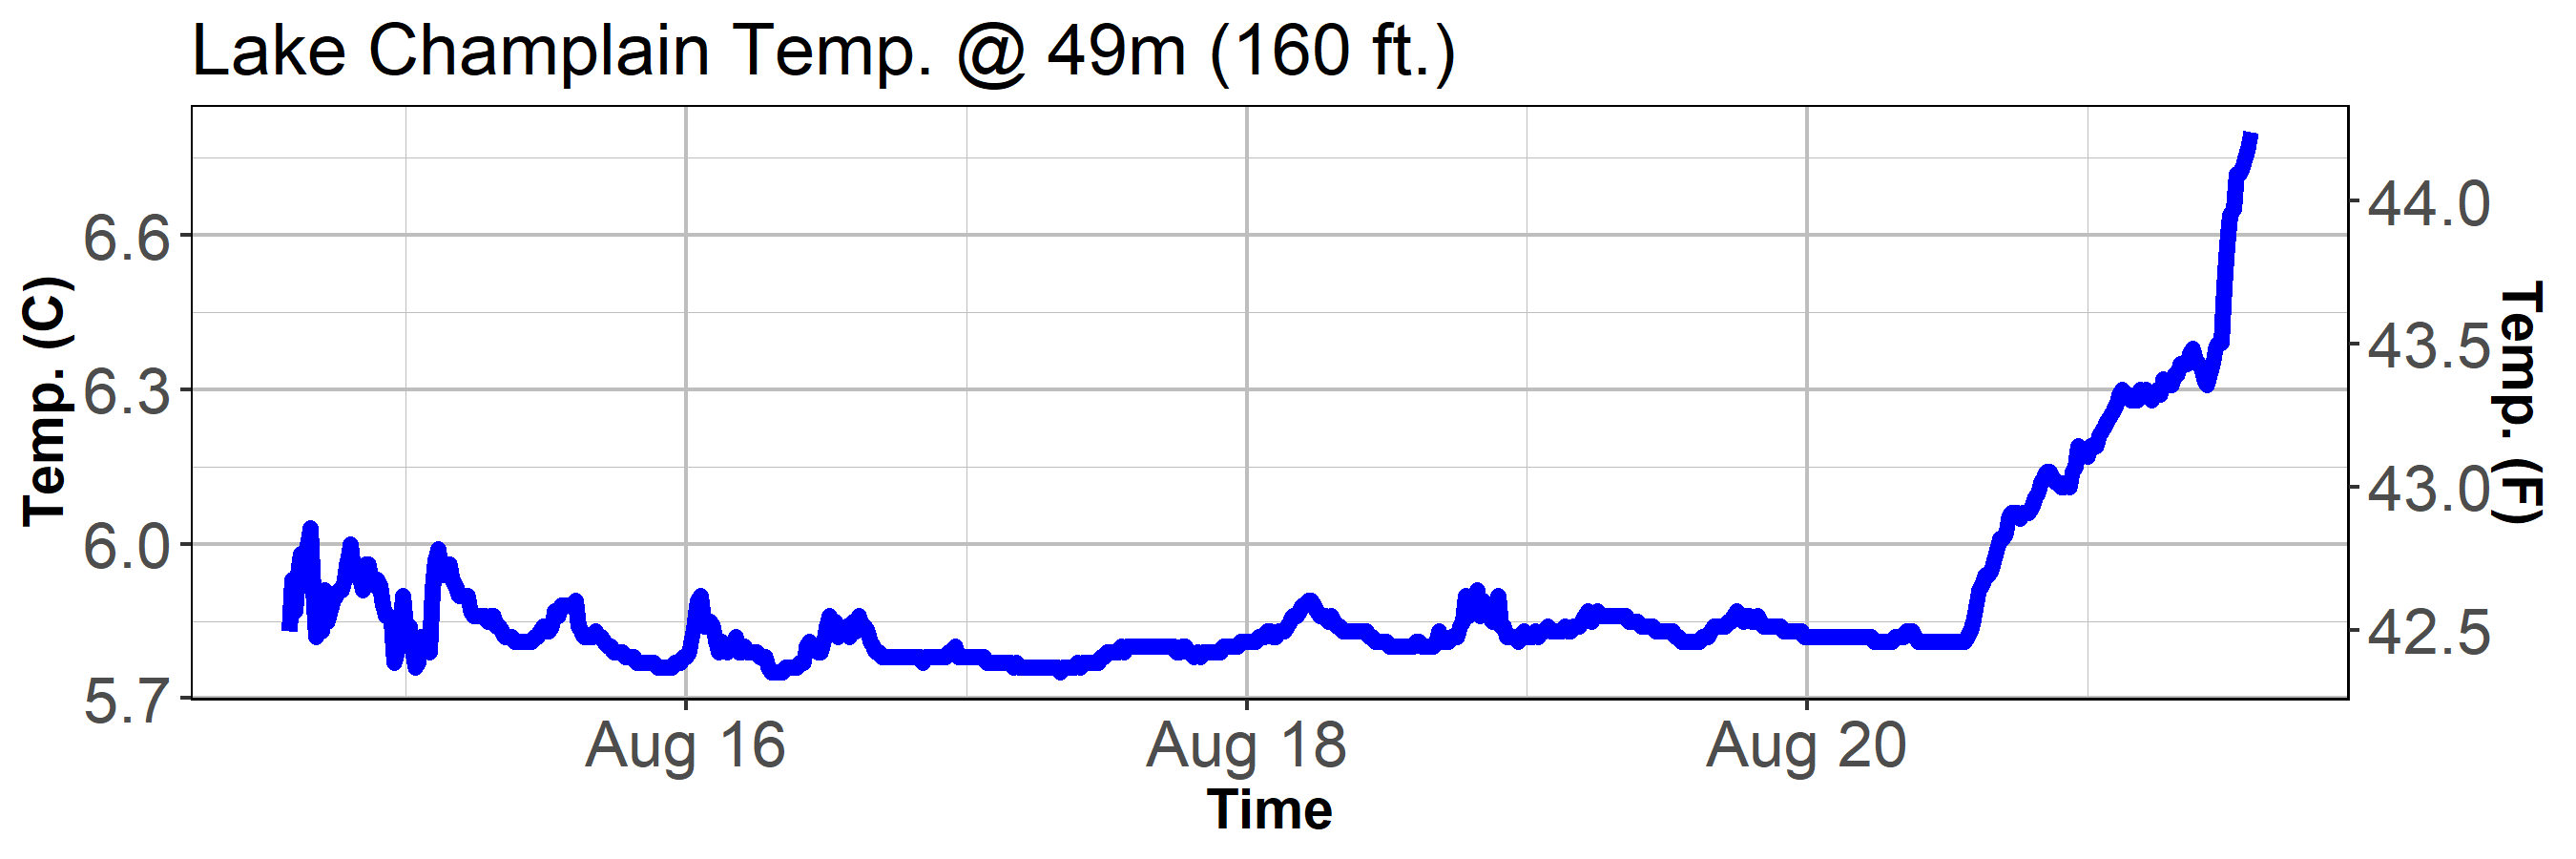 Lake Champlain Temp. @ 49m (160 ft.)
Temp. (C)
6.6
6.3
6.0
5.7
44.0
43.5
43.0
42.5
Temp. (F)
Aug 16
Aug 18
Aug 20
Time